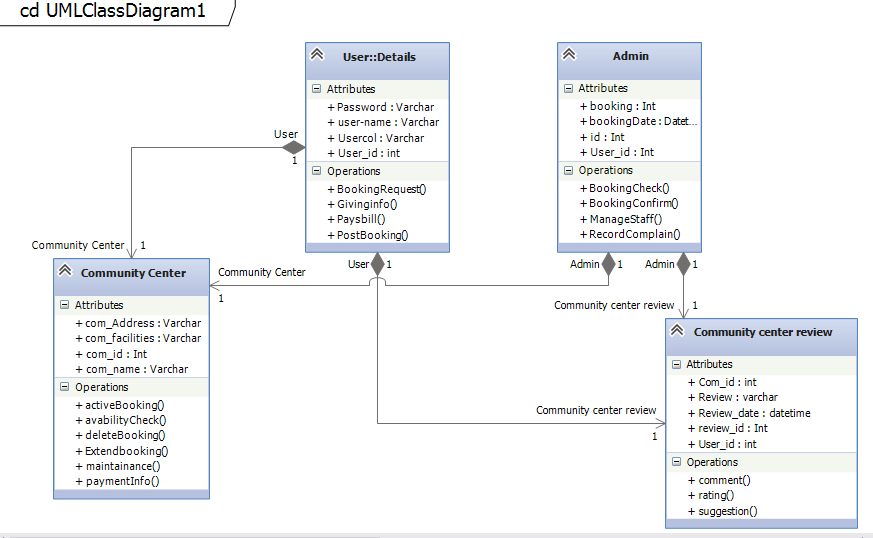 cd UMLClassDiagram1
User::Details
Attributes
+ Password : Varchar
+ user-name : Varchar
+ Usercol : Varchar
+ User_id : int
Operations
+ BookingRequest()
+ Givinginfo()
+ Paysbill()
+ PostBooking()
Admin
Attributes
+ booking : Int
+ bookingDate : Datet...
+ id : Int
+ User_id : Int
Operations
+ BookingCheck()
+ BookingConfirm()
+ ManageStaff()
+ RecordComplain()
User
1
Community Center
1
User
1
Admin
1
Admin
1
Community Center
1
Community center review
1
Community Center
Attributes
+ com_Address : Varchar
+ com_facilities : Varchar
+ com_id : Int
+ com_name : Varchar
Operations
+ activeBooking()
+ avabilityCheck()
+ deleteBooking()
+ Extendbooking()
+ maintainance()
+ paymentInfo()
Community center review
1
Community center review
Attributes
+ Com_id : int
+ Review : varchar
+ Review_date : datetime
+ review_id : Int
+ User_id : int
Operations
+ comment()
+ rating()
+ suggestion()